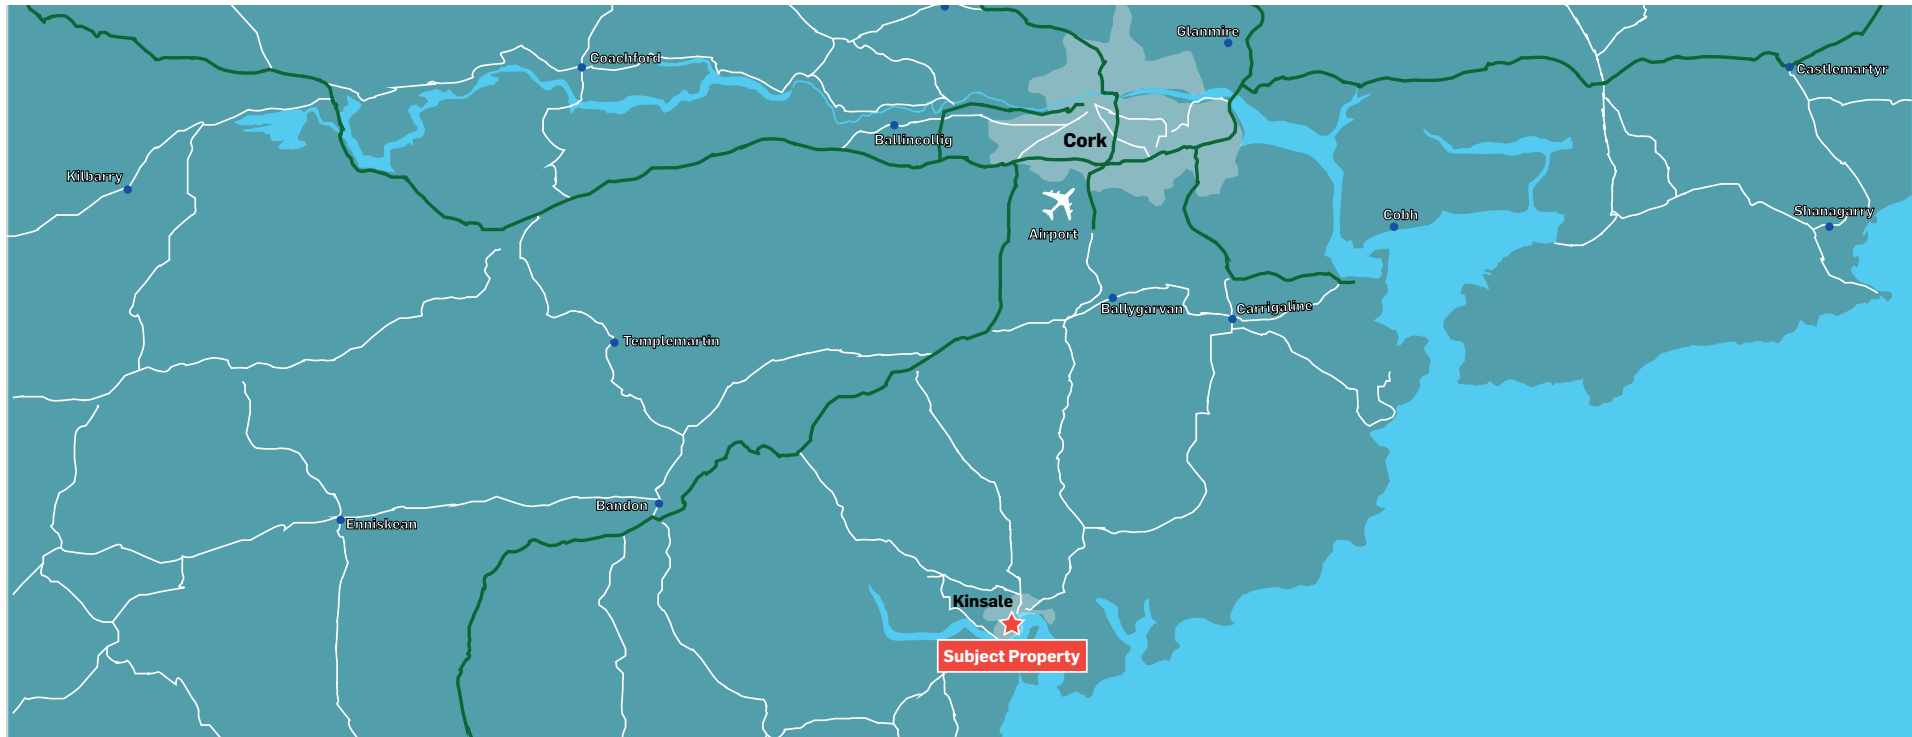 Glanmire
Coachford
Castlemartyr
Ballincollig
Cork
Kilbarry
Shanagarry
Cobh
Airport
Ballygarvan
Carrigaline
Templemartin
Bandon
Enniskean
Kinsale
Subject Property